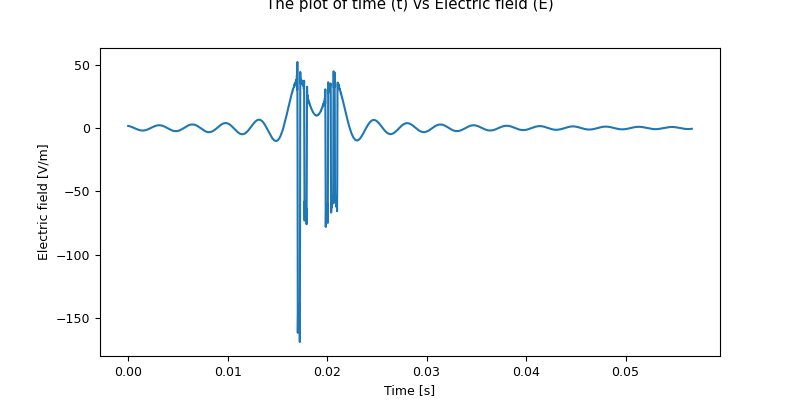 The plot of time (t) vs Electric field (E)
50
0
−50
−100
−150
Electric field [V/m]
0.00 0.01 0.02 0.03 0.04 0.05
Time [s]